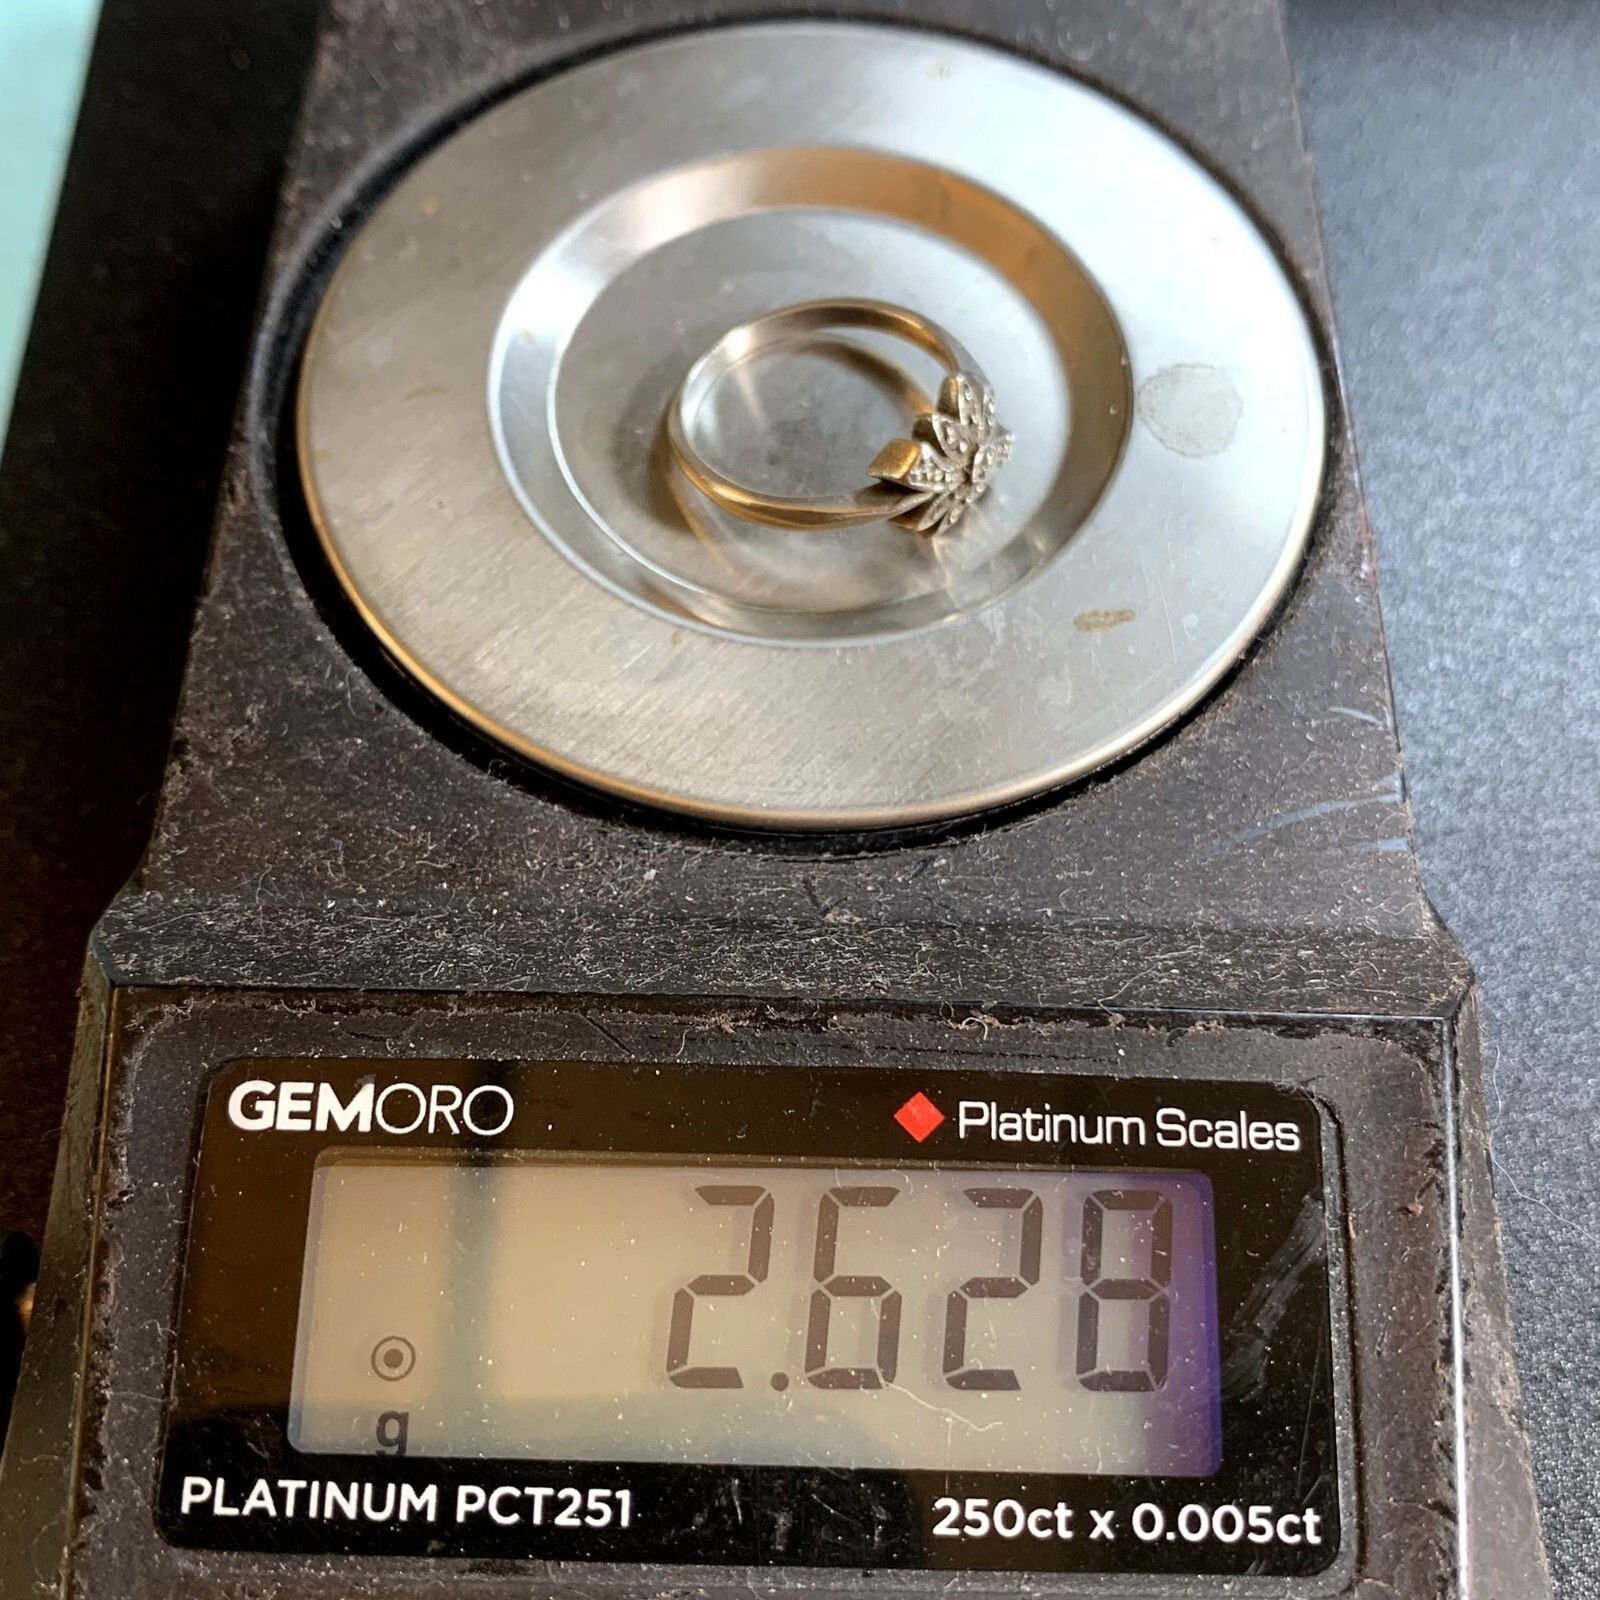 GEMORO
Platinum Scales
2.628
g
PLATINUM PCT251
250ct x 0.005ct